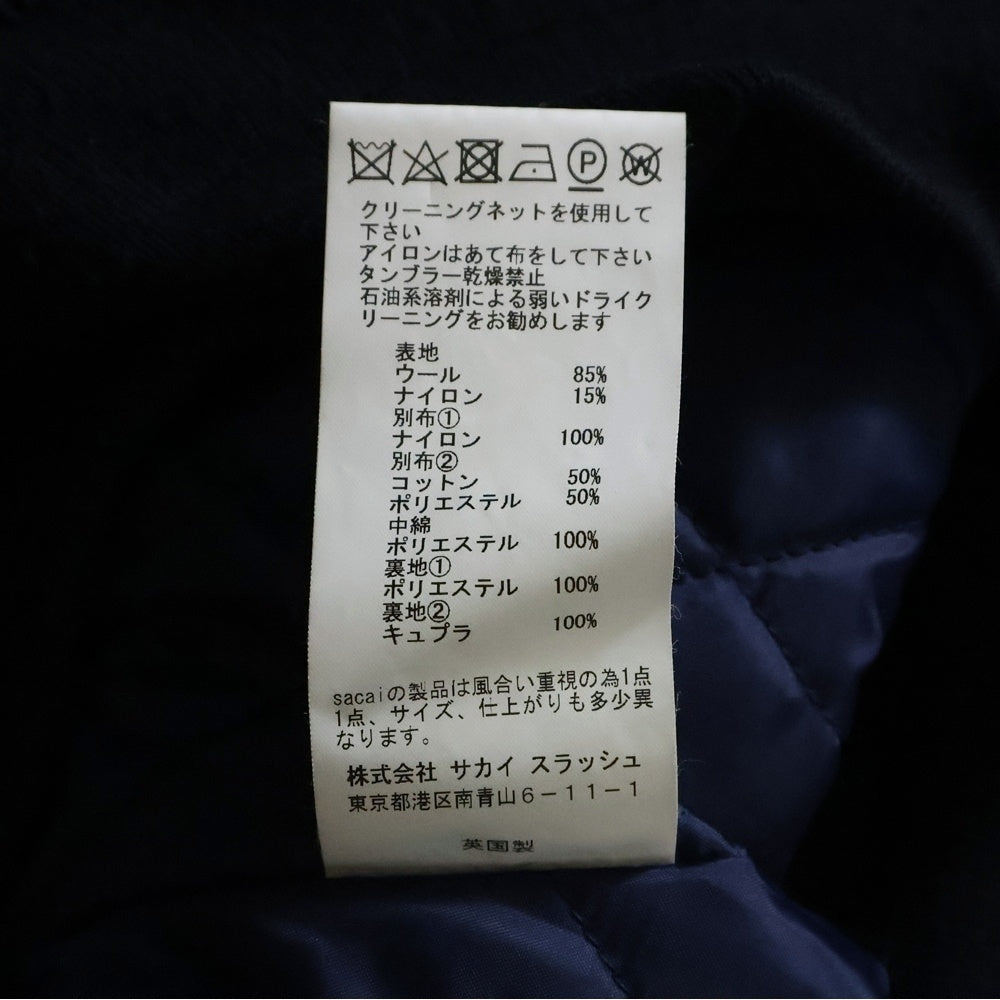 P W
クリーニングネットを使用して
下さい
アイロンはあて布をして下さい
タンブラー乾燥禁止
石油系溶剤による弱いドライク
リーニングをお勧めします
表地
ウール 85%
ナイロン 15%
別布①
ナイロン 100%
別布②
コットン 50%
ポリエステル 50%
中綿
ポリエステル 100%
裏地①
ポリエステル 100%
裏地②
キュプラ 100%
sacaiの製品は風合い重視の為1点
1点、サイズ、仕上がりも多少異
なります。
株式会社 サカイ スラッシュ
東京都港区南青山6-11-1
英国製